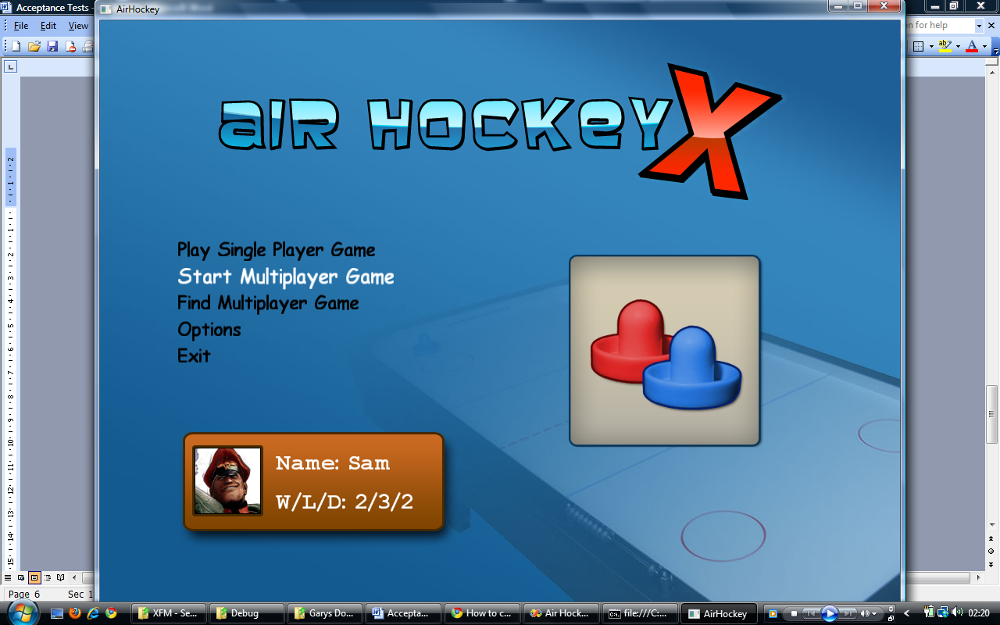 Acceptance Tests -
AirHockey
File Edit View
n for help
AIR HOCKEY X
Play Single Player Game
Start Multiplayer Game
Find Multiplayer Game
Options
Exit
Name: Sam
W/L/D: 2/3/2
Page 6 Sec 1
XFM - Se...
Debug
Garys Do...
Accepta...
How to c...
Air Hock...
file:///C:...
AirHockey
02:20